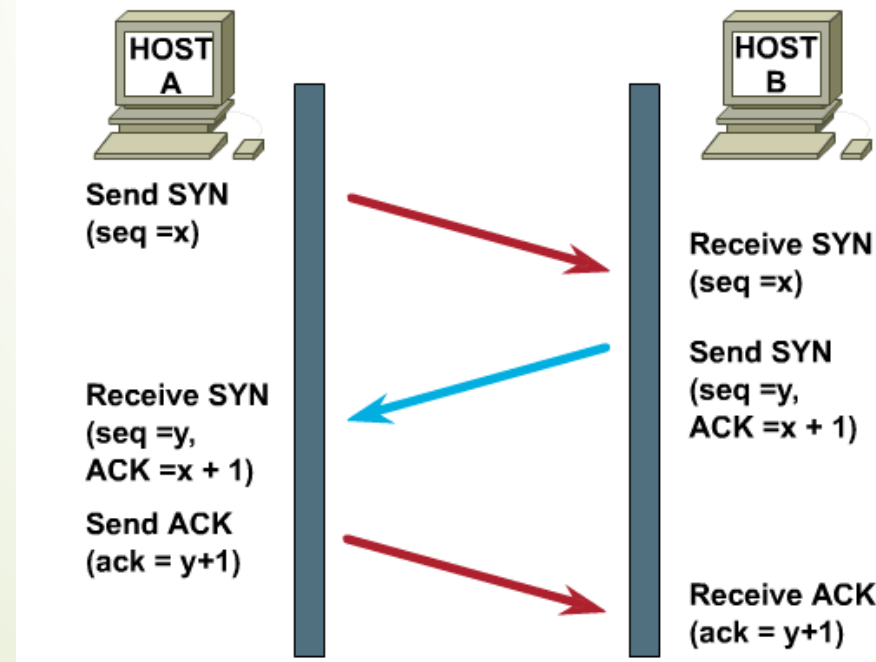 HOST
A
HOST
B
Send SYN
(seq =x)
Receive SYN
(seq =x)
Send SYN
(seq =y,
ACK =x + 1)
Receive SYN
(seq =y,
ACK =x + 1)
Send ACK
(ack = y+1)
Receive ACK
(ack = y+1)